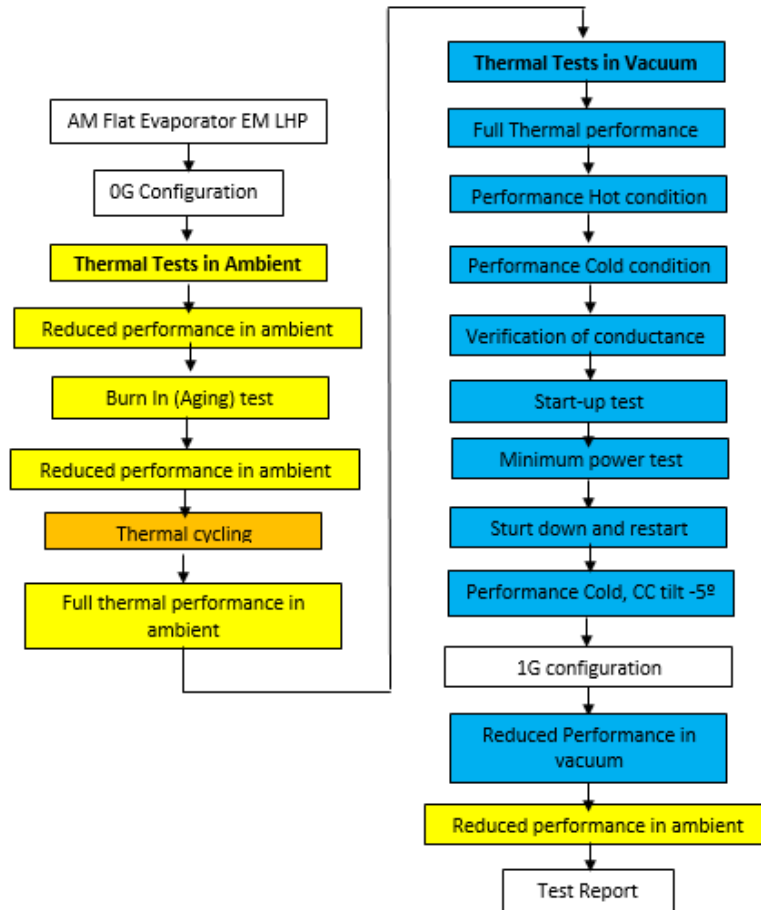 AM Flat Evaporator EM LHP
0G Configuration
Thermal Tests in Ambient
Reduced performance in ambient
Burn In (Aging) test
Reduced performance in ambient
Thermal cycling
Full thermal performance in
ambient
Thermal Tests in Vacuum
Full Thermal performance
Performance Hot condition
Performance Cold condition
Verification of conductance
Start-up test
Minimum power test
Sturt down and restart
Performance Cold, CC tilt -5º
1G configuration
Reduced Performance in
vacuum
Reduced performance in ambient
Test Report